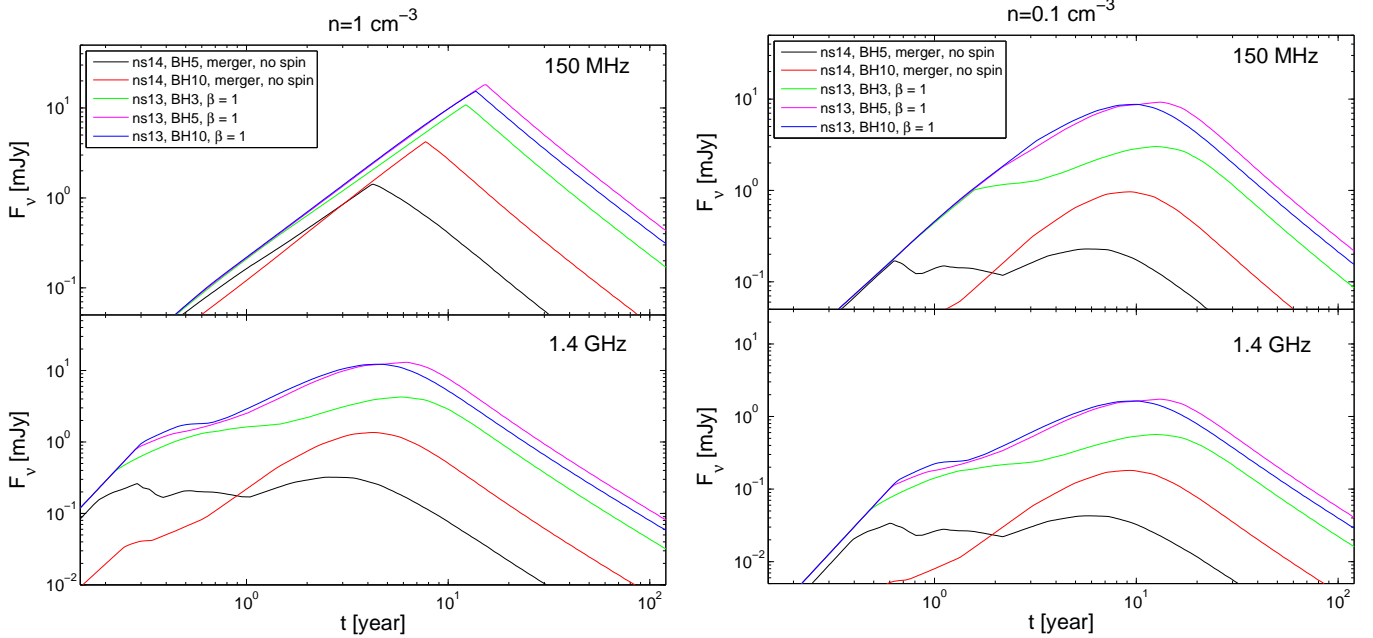 n=1 cm⁻³
ns14, BH5, merger, no spin
ns14, BH10, merger, no spin
ns13, BH3, β = 1
ns13, BH5, β = 1
ns13, BH10, β = 1
150 MHz
10¹
10⁰
10⁻¹
F_ν [mJy]
1.4 GHz
10¹
10⁰
10⁻¹
10⁻²
F_ν [mJy]
10⁰ 10¹ 10²
t [year]
n=0.1 cm⁻³
ns14, BH5, merger, no spin
ns14, BH10, merger, no spin
ns13, BH3, β = 1
ns13, BH5, β = 1
ns13, BH10, β = 1
150 MHz
10¹
10⁰
10⁻¹
F_ν [mJy]
1.4 GHz
10¹
10⁰
10⁻¹
10⁻²
F_ν [mJy]
10⁰ 10¹ 10²
t [year]